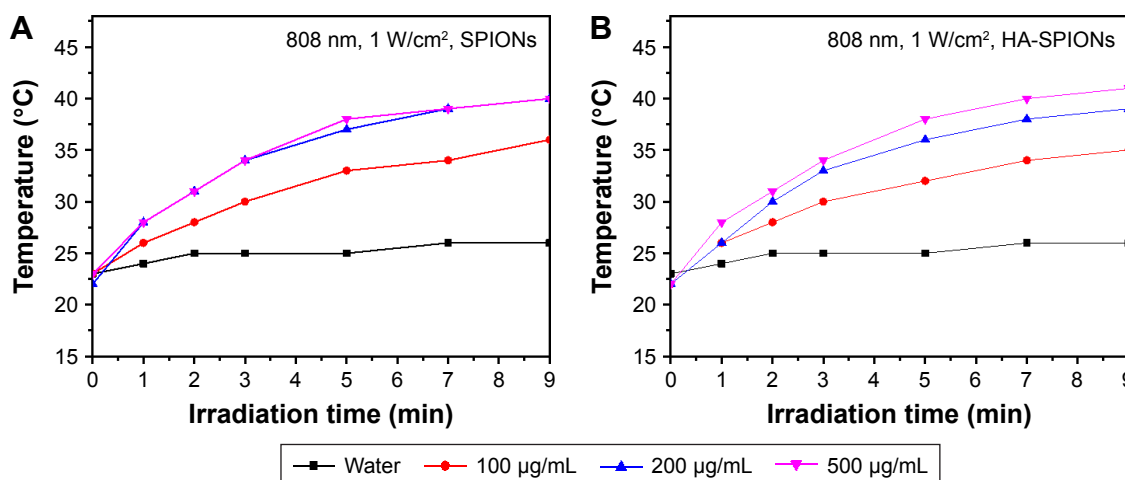 A
808 nm, 1 W/cm², SPIONs
Temperature (°C)
45
40
35
30
25
20
15
0 1 2 3 4 5 6 7 8 9
Irradiation time (min)
B
808 nm, 1 W/cm², HA-SPIONs
Temperature (°C)
45
40
35
30
25
20
15
0 1 2 3 4 5 6 7 8 9
Irradiation time (min)
Water 100 µg/mL 200 µg/mL 500 µg/mL